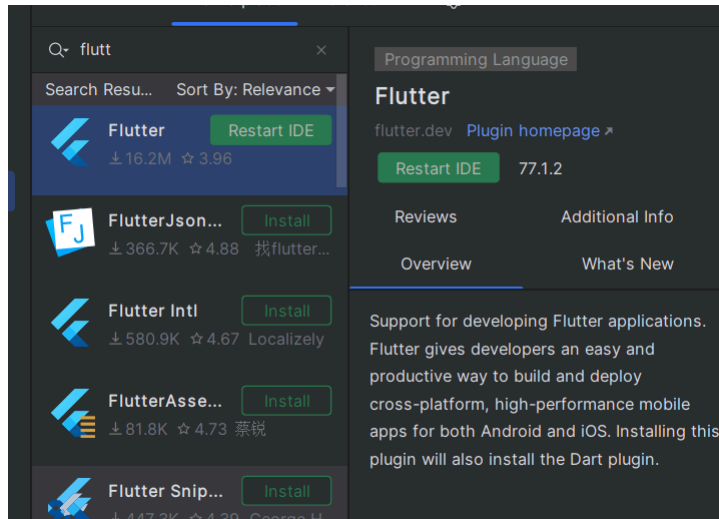 flutt
Search Resu... Sort By: Relevance
Flutter Restart IDE
16.2M 3.96
FlutterJson... Install
366.7K 4.88 找flutter...
Flutter Intl Install
580.9K 4.67 Localizely
FlutterAsse... Install
81.8K 4.73 蔡锐
Flutter Snip... Install
447.3K 4.39 George H
Programming Language
Flutter
flutter.dev Plugin homepage
Restart IDE 77.1.2
Reviews Additional Info
Overview What's New
Support for developing Flutter applications.
Flutter gives developers an easy and
productive way to build and deploy
cross-platform, high-performance mobile
apps for both Android and iOS. Installing this
plugin will also install the Dart plugin.